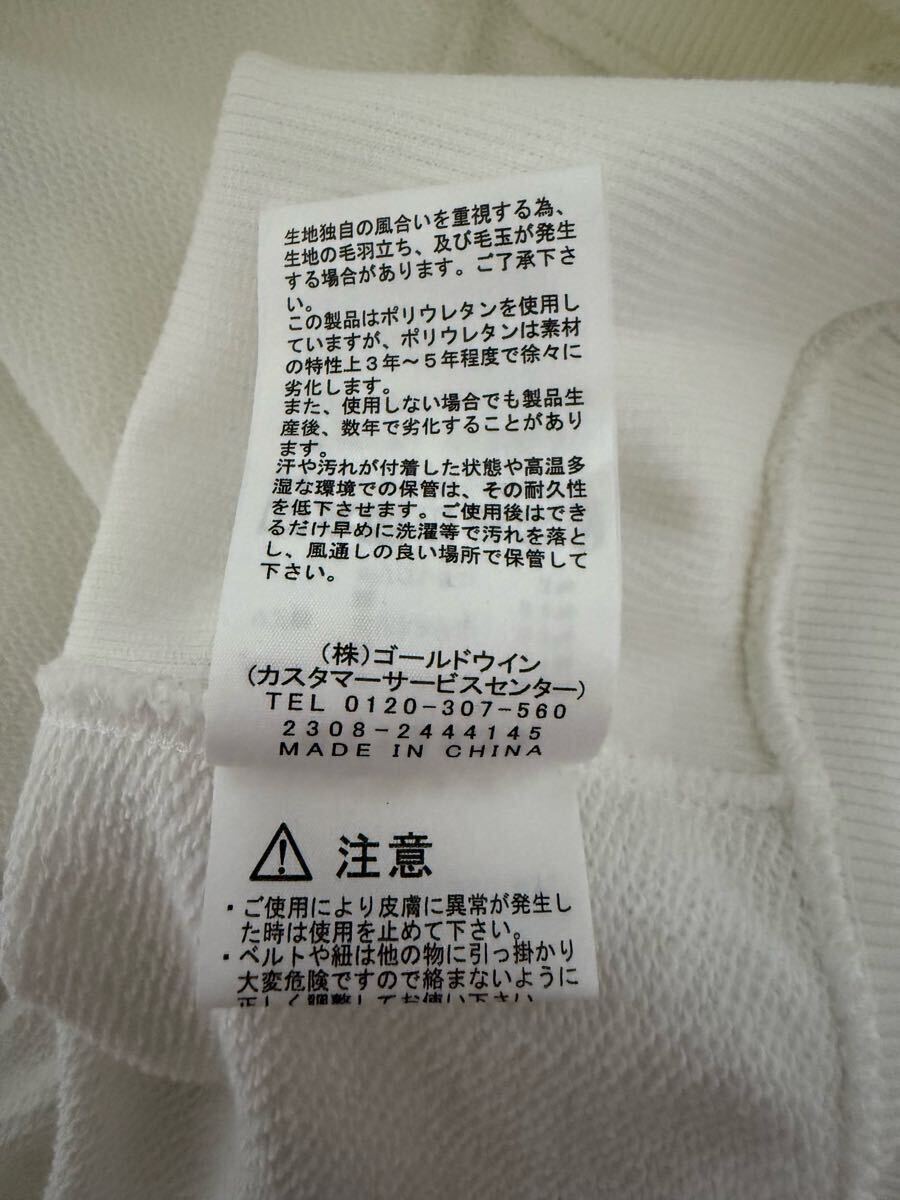 生地独自の風合いを重視する為、
生地の毛羽立ち、及び毛玉が発生
する場合があります。ご了承下さ
い。
この製品はポリウレタンを使用し
ていますが、ポリウレタンは素材
の特性上3年～5年程度で徐々に
劣化します。
また、使用しない場合でも製品生
産後、数年で劣化することがあり
ます。
汗や汚れが付着した状態や高温多
湿な環境での保管は、その耐久性
を低下させます。ご使用後はでき
るだけ早めに洗濯等で汚れを落と
し、風通しの良い場所で保管して
下さい。
(株)ゴールドウイン
(カスタマーサービスセンター)
TEL 0120-307-560
2308-2444145
MADE IN CHINA
注意
・ご使用により皮膚に異常が発生し
た時は使用を止めて下さい。
・ベルトや紐は他の物に引っ掛かり
大変危険ですので絡まないように
正しく調整してお使い下さい